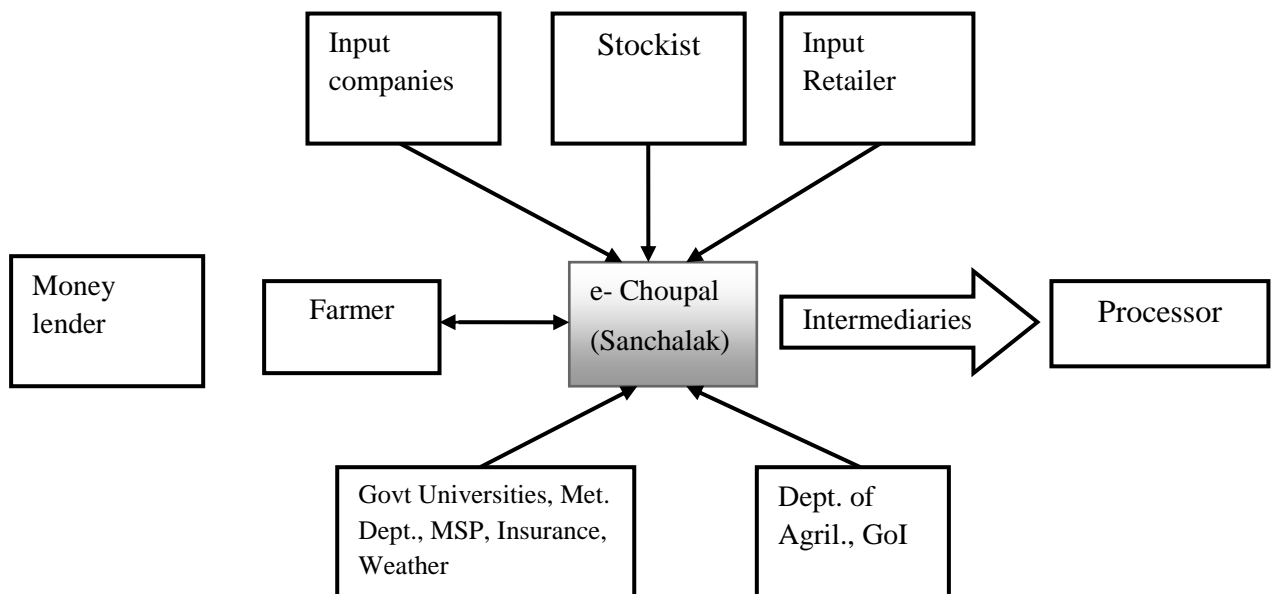 Input
companies
Stockist
Input
Retailer
Money
lender
Farmer
e- Choupal
(Sanchalak)
Intermediaries
Processor
Govt Universities, Met.
Dept., MSP, Insurance,
Weather
Dept. of
Agril., GoI